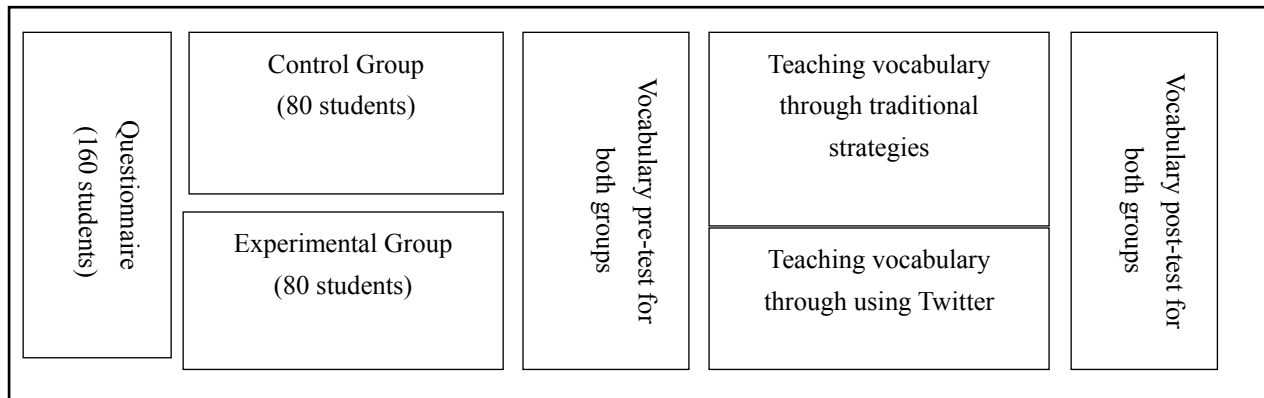 Questionnaire
(160 students)
Control Group
(80 students)
Experimental Group
(80 students)
Vocabulary pre-test for
both groups
Teaching vocabulary
through traditional
strategies
Teaching vocabulary
through using Twitter
Vocabulary post-test for
both groups